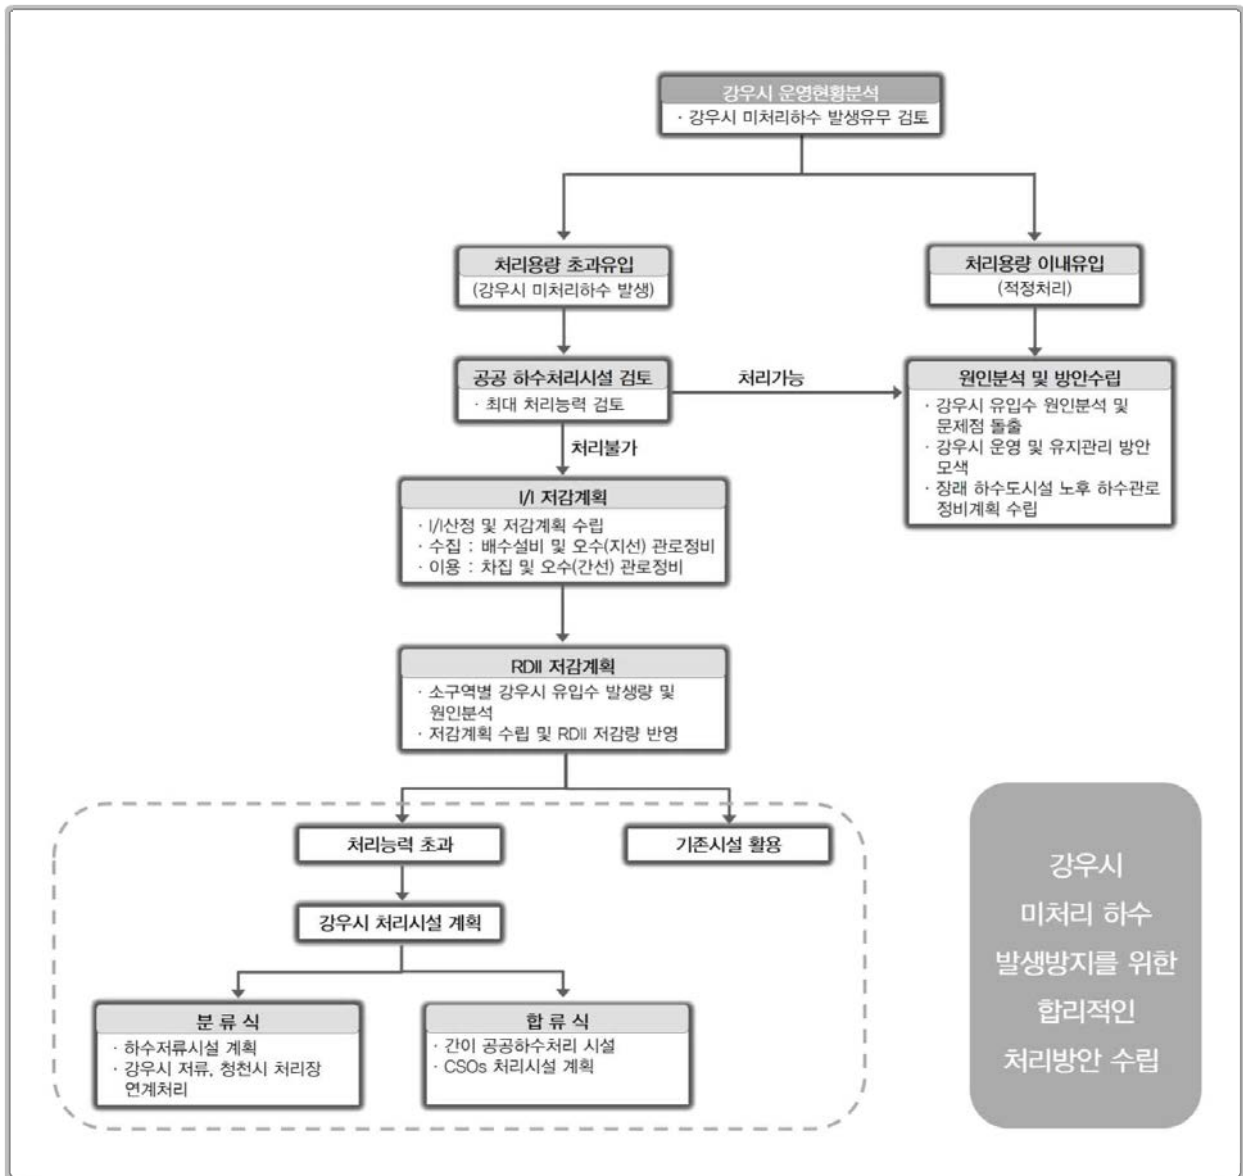 강우시 운영현황분석
· 강우시 미처리하수 발생유무 검토
처리용량 초과유입
(강우시 미처리하수 발생)
처리용량 이내유입
(적정처리)
공공 하수처리시설 검토
· 최대 처리능력 검토
처리가능
원인분석 및 방안수립
· 강우시 유입수 원인분석 및
문제점 돌출
· 강우시 운영 및 유지관리 방안
모색
· 장래 하수도시설 노후 하수관로
정비계획 수립
처리불가
I/I 저감계획
· I/I산정 및 저감계획 수립
· 수집 : 배수설비 및 오수(지선) 관로정비
· 이용 : 차집 및 오수(간선) 관로정비
RDII 저감계획
· 소구역별 강우시 유입수 발생량 및
원인분석
· 저감계획 수립 및 RDII 저감량 반영
처리능력 초과
기존시설 활용
강우시 처리시설 계획
분 류 식
· 하수저류시설 계획
· 강우시 저류, 청천시 처리장
연계처리
합 류 식
· 간이 공공하수처리 시설
· CSOs 처리시설 계획
강우시
미처리 하수
발생방지를 위한
합리적인
처리방안 수립